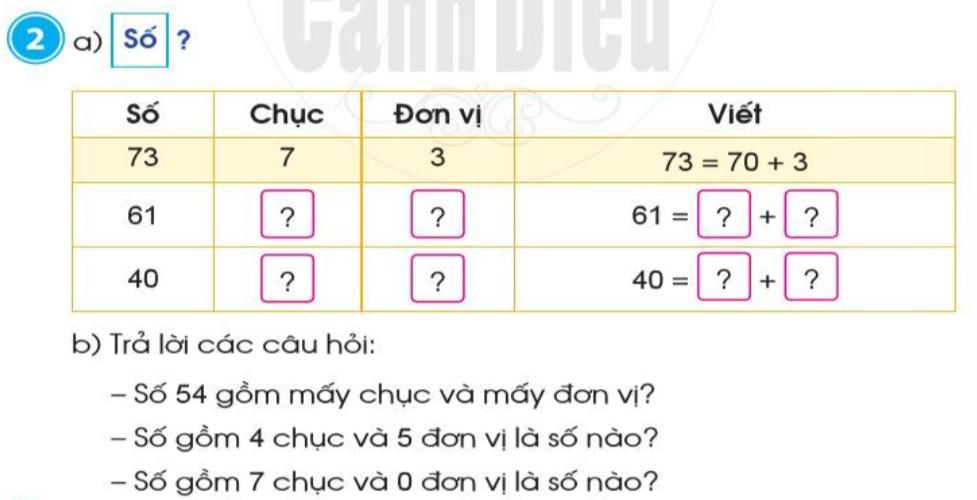 Cánh Diều
2 a) Số ?
Số Chục Đơn vị Viết
73 7 3 73 = 70 + 3
61 ? ? 61 = ? + ?
40 ? ? 40 = ? + ?
b) Trả lời các câu hỏi:
– Số 54 gồm mấy chục và mấy đơn vị?
– Số gồm 4 chục và 5 đơn vị là số nào?
– Số gồm 7 chục và 0 đơn vị là số nào?